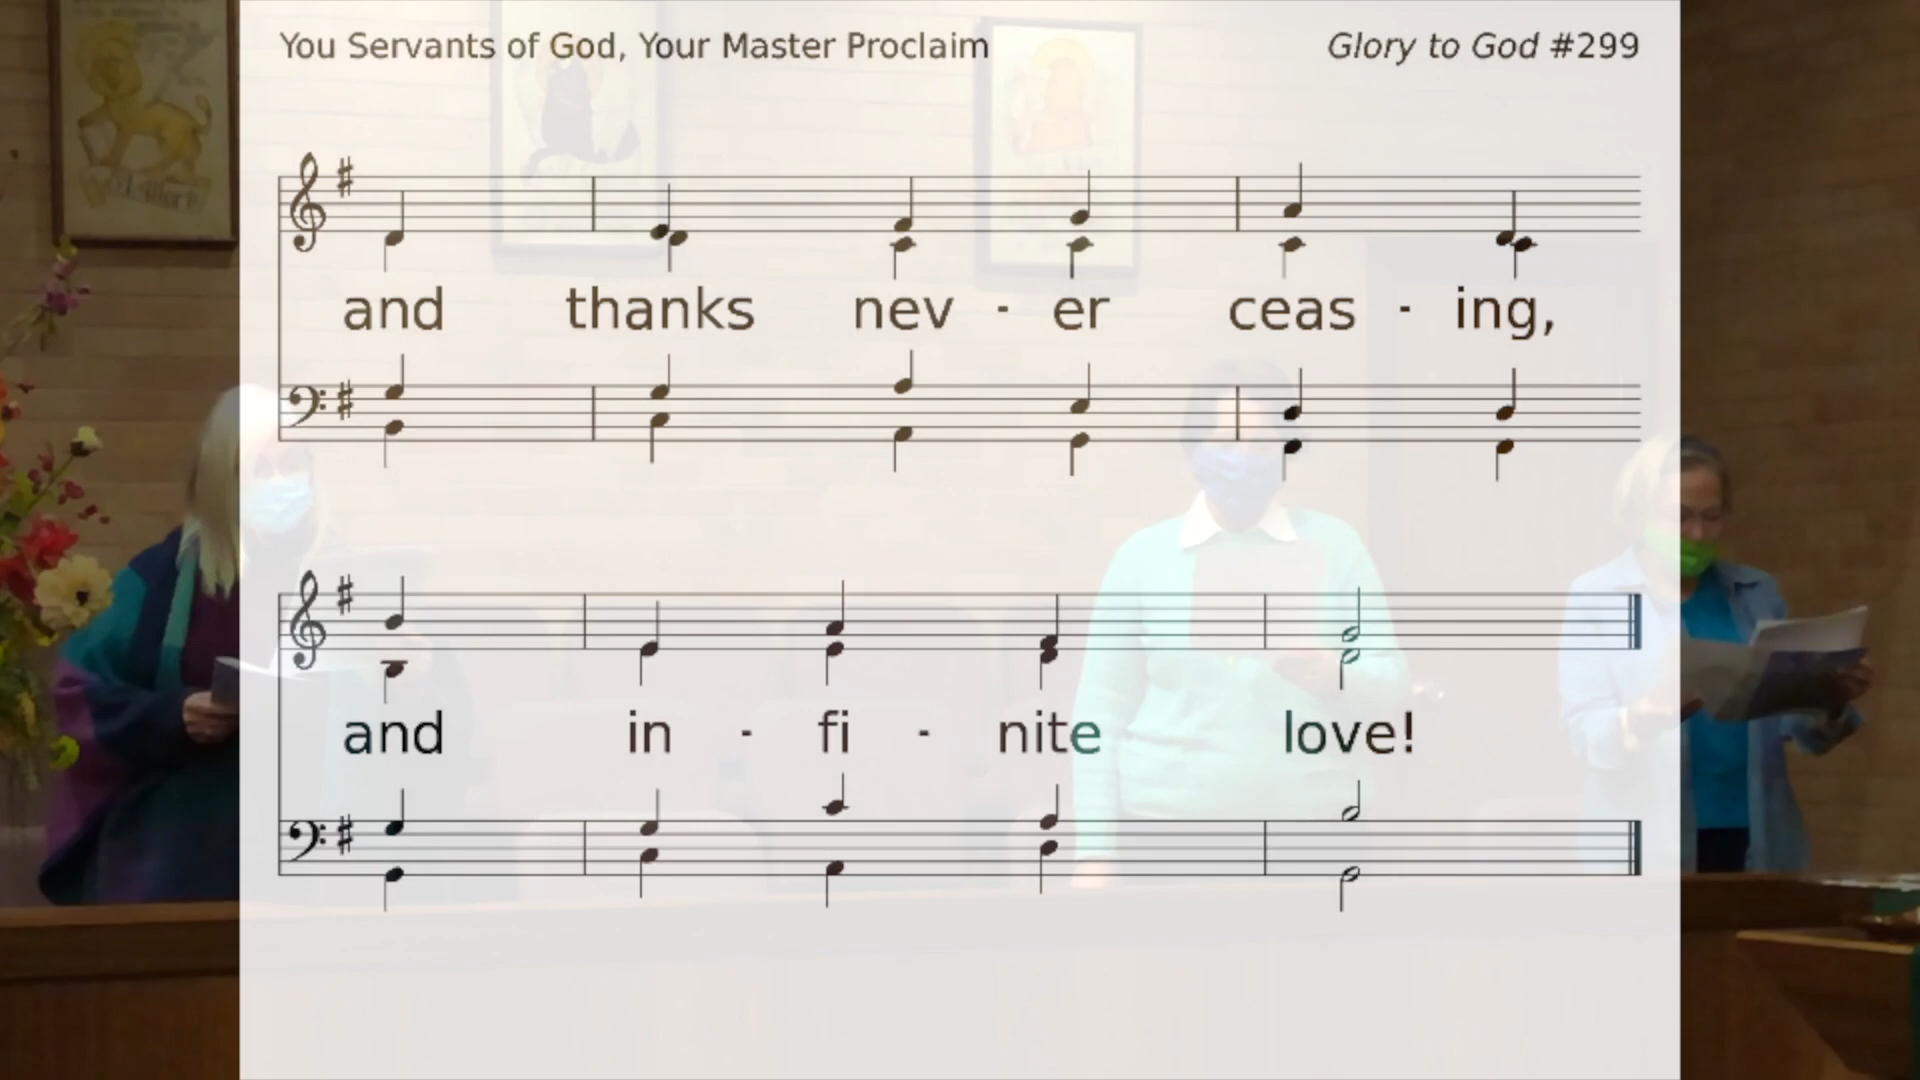 You Servants of God, Your Master Proclaim
Glory to God #299
and thanks nev - er ceas - ing,
and in - fi - nite love!